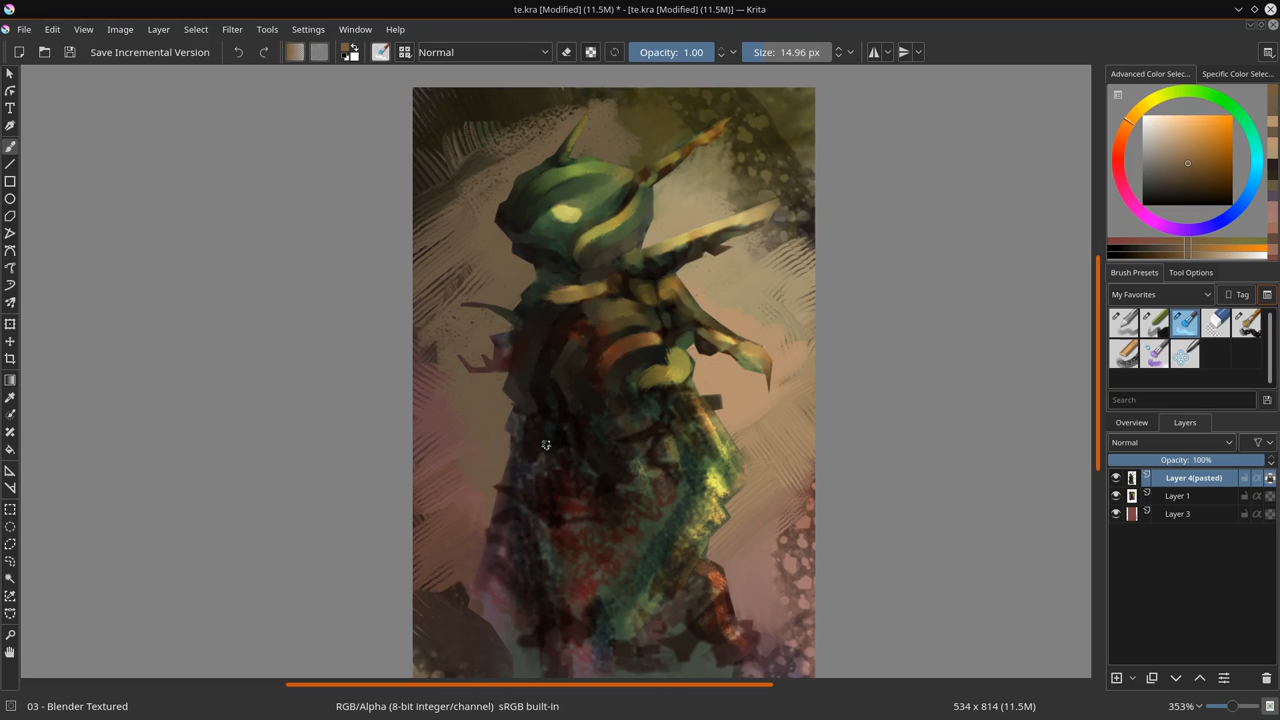 te.kra [Modified] (11.5M) * - [te.kra [Modified] (11.5M)] — Krita
File Edit View Image Layer Select Filter Tools Settings Window Help
Save Incremental Version Normal Opacity: 1.00 Size: 14.96 px
Advanced Color Selec... Specific Color Selec...
Brush Presets Tool Options
My Favorites Tag
Search
Overview Layers
Normal
Opacity: 100%
Layer 4(pasted)
Layer 1
Layer 3
03 - Blender Textured RGB/Alpha (8-bit integer/channel) sRGB built-in 534 x 814 (11.5M) 353%